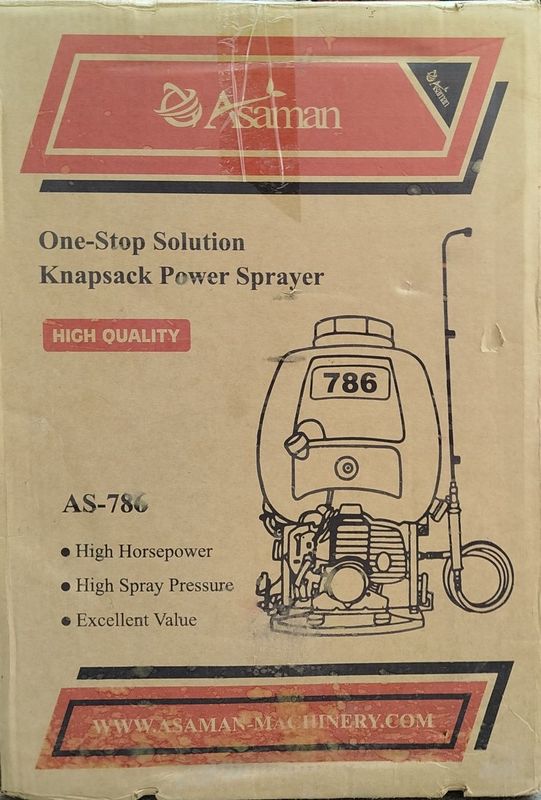 Asaman
Asaman
One-Stop Solution
Knapsack Power Sprayer
HIGH QUALITY
786
AS-786
High Horsepower
High Spray Pressure
Excellent Value
WWW.ASAMAN-MACHINERY.COM